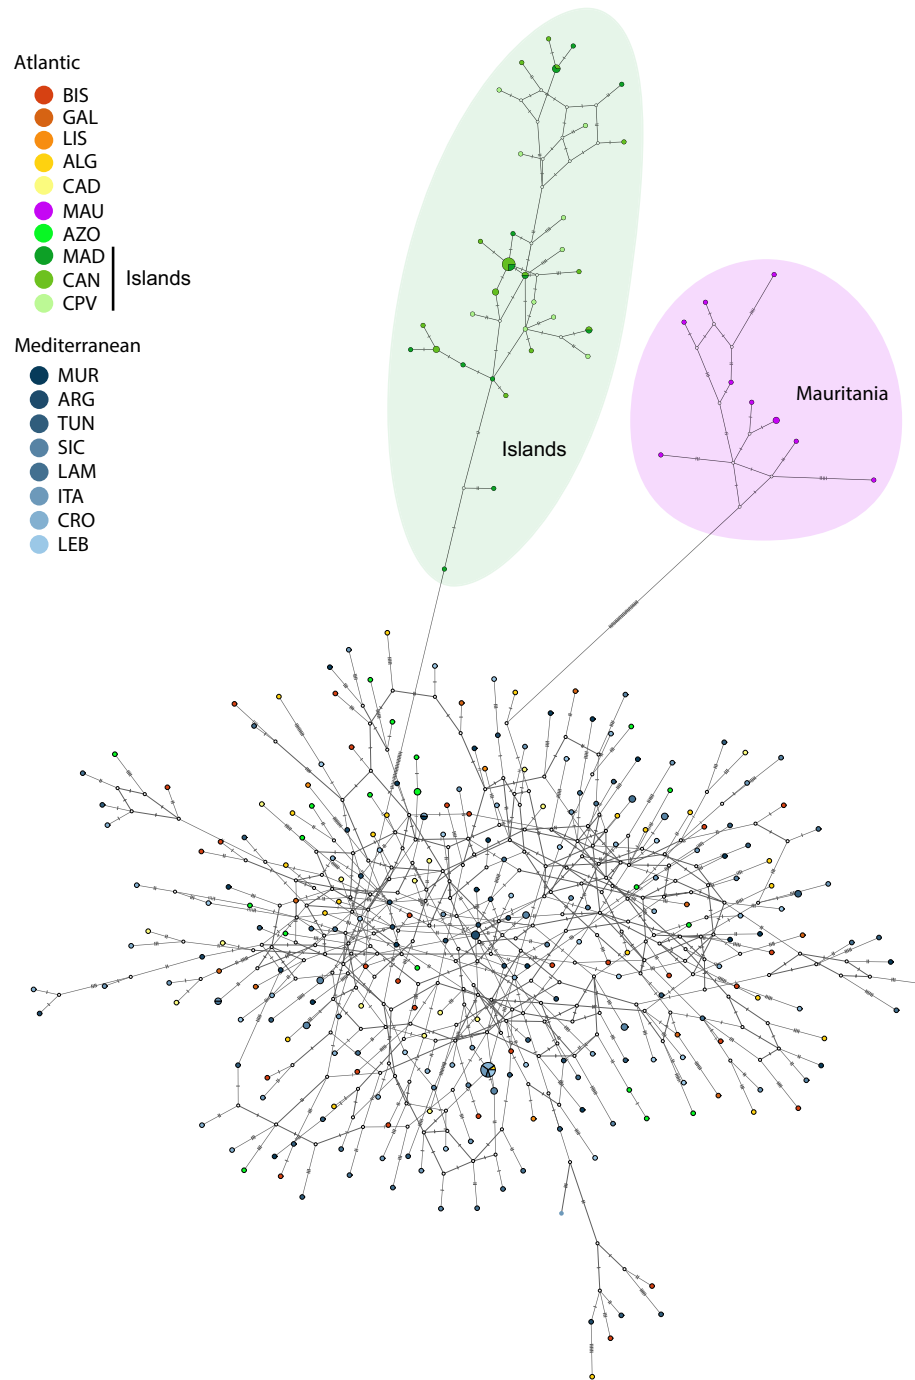 Atlantic
BIS
GAL
LIS
ALG
CAD
MAU
AZO
MAD
CAN
CPV
Islands
Mediterranean
MUR
ARG
TUN
SIC
LAM
ITA
CRO
LEB
Islands
Mauritania